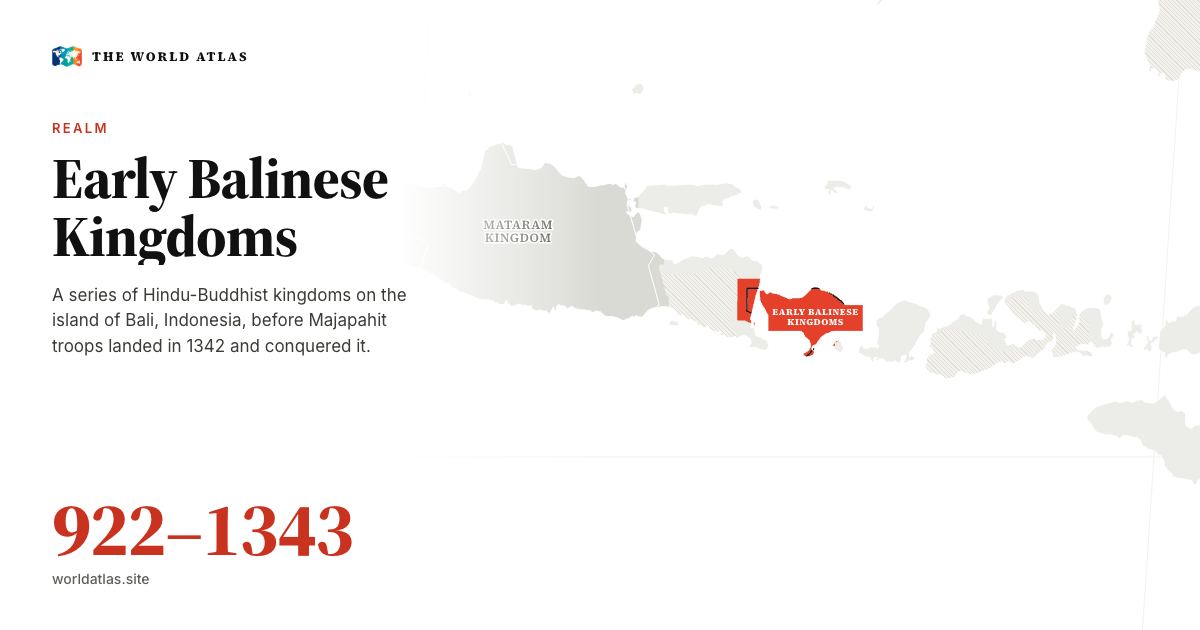 THE WORLD ATLAS
REALM
Early Balinese
Kingdoms
A series of Hindu-Buddhist kingdoms on the
island of Bali, Indonesia, before Majapahit
troops landed in 1342 and conquered it.
922–1343
worldatlas.site
MATARAM
KINGDOM
EARLY BALINESE
KINGDOMS